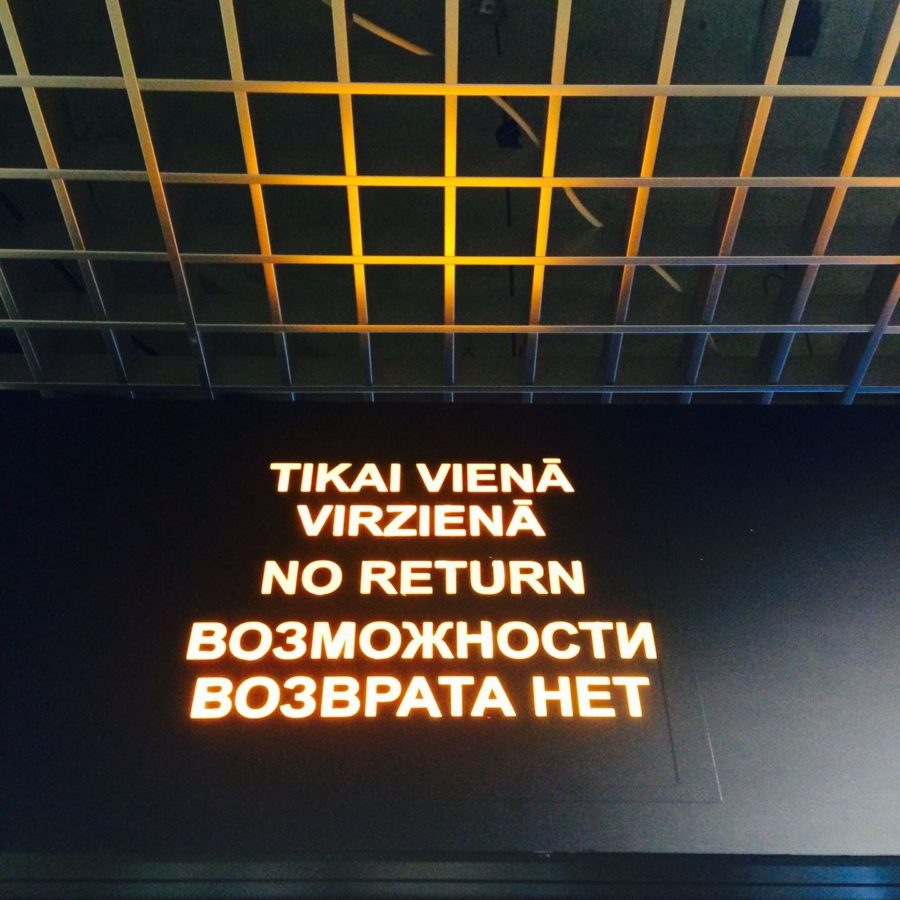 TIKAI VIENĀ
VIRZIENĀ
NO RETURN
ВОЗМОЖНОСТИ
ВОЗВРАТА НЕТ